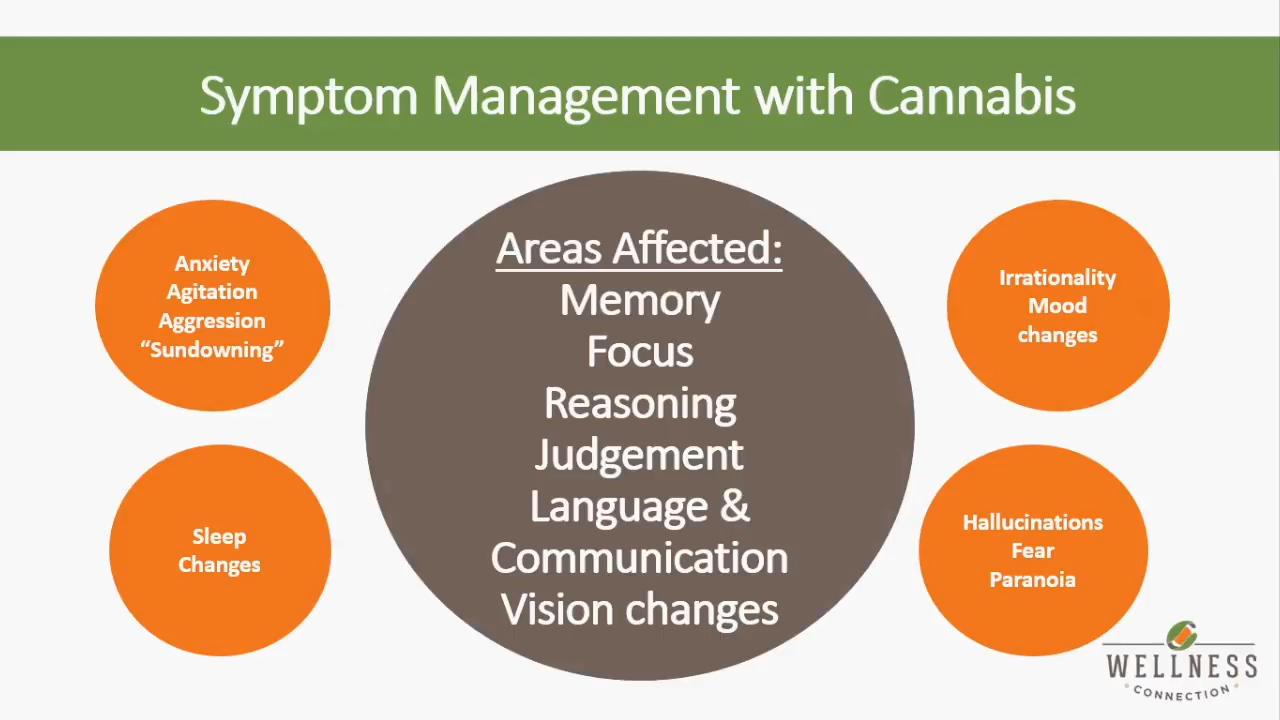 Symptom Management with Cannabis
Anxiety
Agitation
Aggression
“Sundowning”
Sleep
Changes
Areas Affected:
Memory
Focus
Reasoning
Judgement
Language &
Communication
Vision changes
Irrationality
Mood
changes
Hallucinations
Fear
Paranoia
WELLNESS
CONNECTION